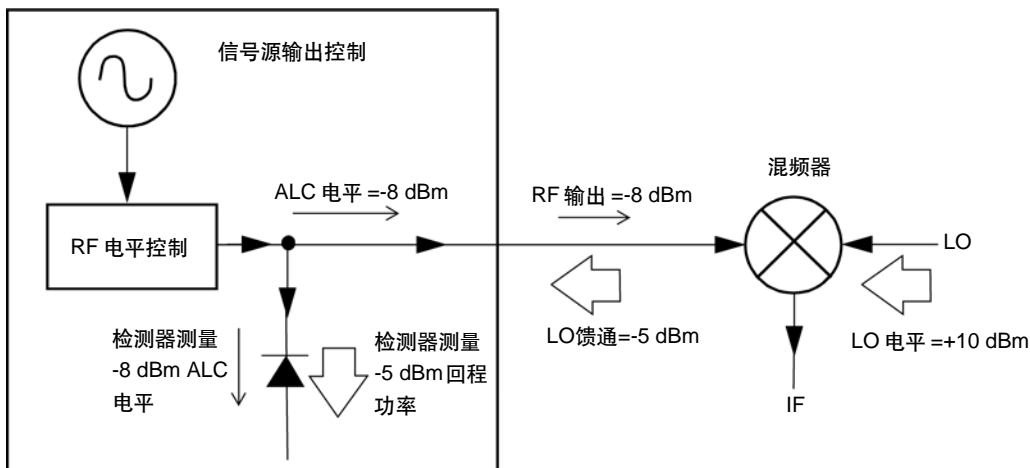 信号源输出控制
混频器
ALC 电平 =-8 dBm
RF 输出 =-8 dBm
RF 电平控制
LO
LO馈通=-5 dBm
LO 电平 =+10 dBm
检测器测量
-8 dBm ALC
电平
检测器测量
-5 dBm 回程
功率
IF